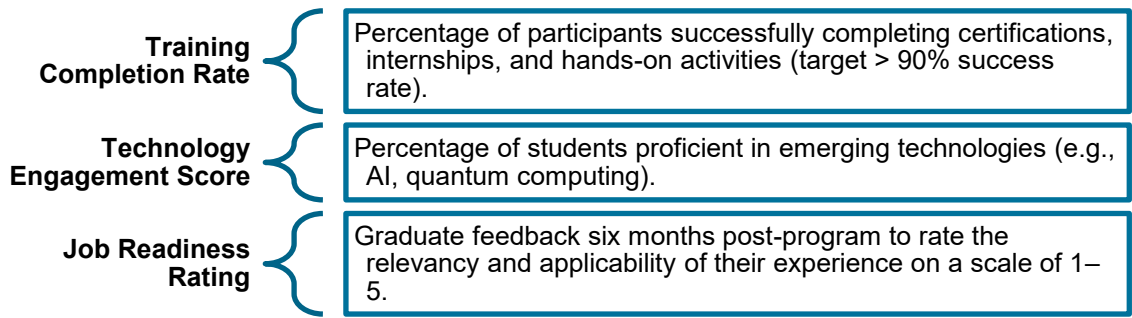 Training
Completion Rate
Percentage of participants successfully completing certifications,
internships, and hands-on activities (target > 90% success
rate).
Technology
Engagement Score
Percentage of students proficient in emerging technologies (e.g.,
AI, quantum computing).
Job Readiness
Rating
Graduate feedback six months post-program to rate the
relevancy and applicability of their experience on a scale of 1–
5.